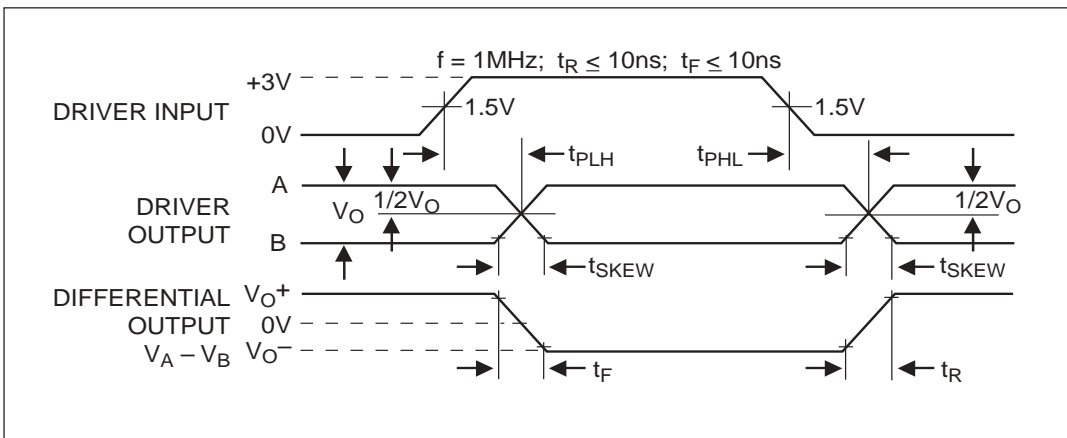 f = 1MHz; tR ≤ 10ns; tF ≤ 10ns
+3V
DRIVER INPUT
1.5V
1.5V
0V
tPLH
tPHL
A
DRIVER
OUTPUT
VO
1/2VO
1/2VO
B
tSKEW
tSKEW
DIFFERENTIAL
OUTPUT
VA – VB
VO+
0V
VO–
tF
tR